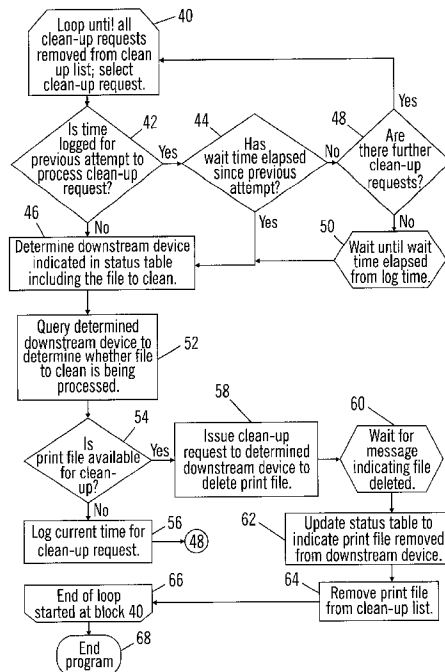 40
Loop until all
clean-up requests
removed from clean
up list; select
clean-up request.
42
Is time
logged for
previous attempt to
process clean-up
request?
Yes
No
44
Has
wait time elapsed
since previous
attempt?
No
Yes
48
Are
there further
clean-up
requests?
Yes
No
46
Determine downstream device
indicated in status table
including the file to clean.
50
Wait until wait
time elapsed
from log time.
Query determined
downstream device to
determine whether file
to clean is being
processed.
52
54
Is
print file available
for clean-
up?
Yes
No
58
Issue clean-up
request to determined
downstream device to
delete print file.
60
Wait for
message
indicating file
deleted.
Log current time for
clean-up request.
56
48
62
Update status table to
indicate print file removed
from downstream device.
64
Remove print file
from clean-up list.
66
End of loop
started at block 40
68
End
program